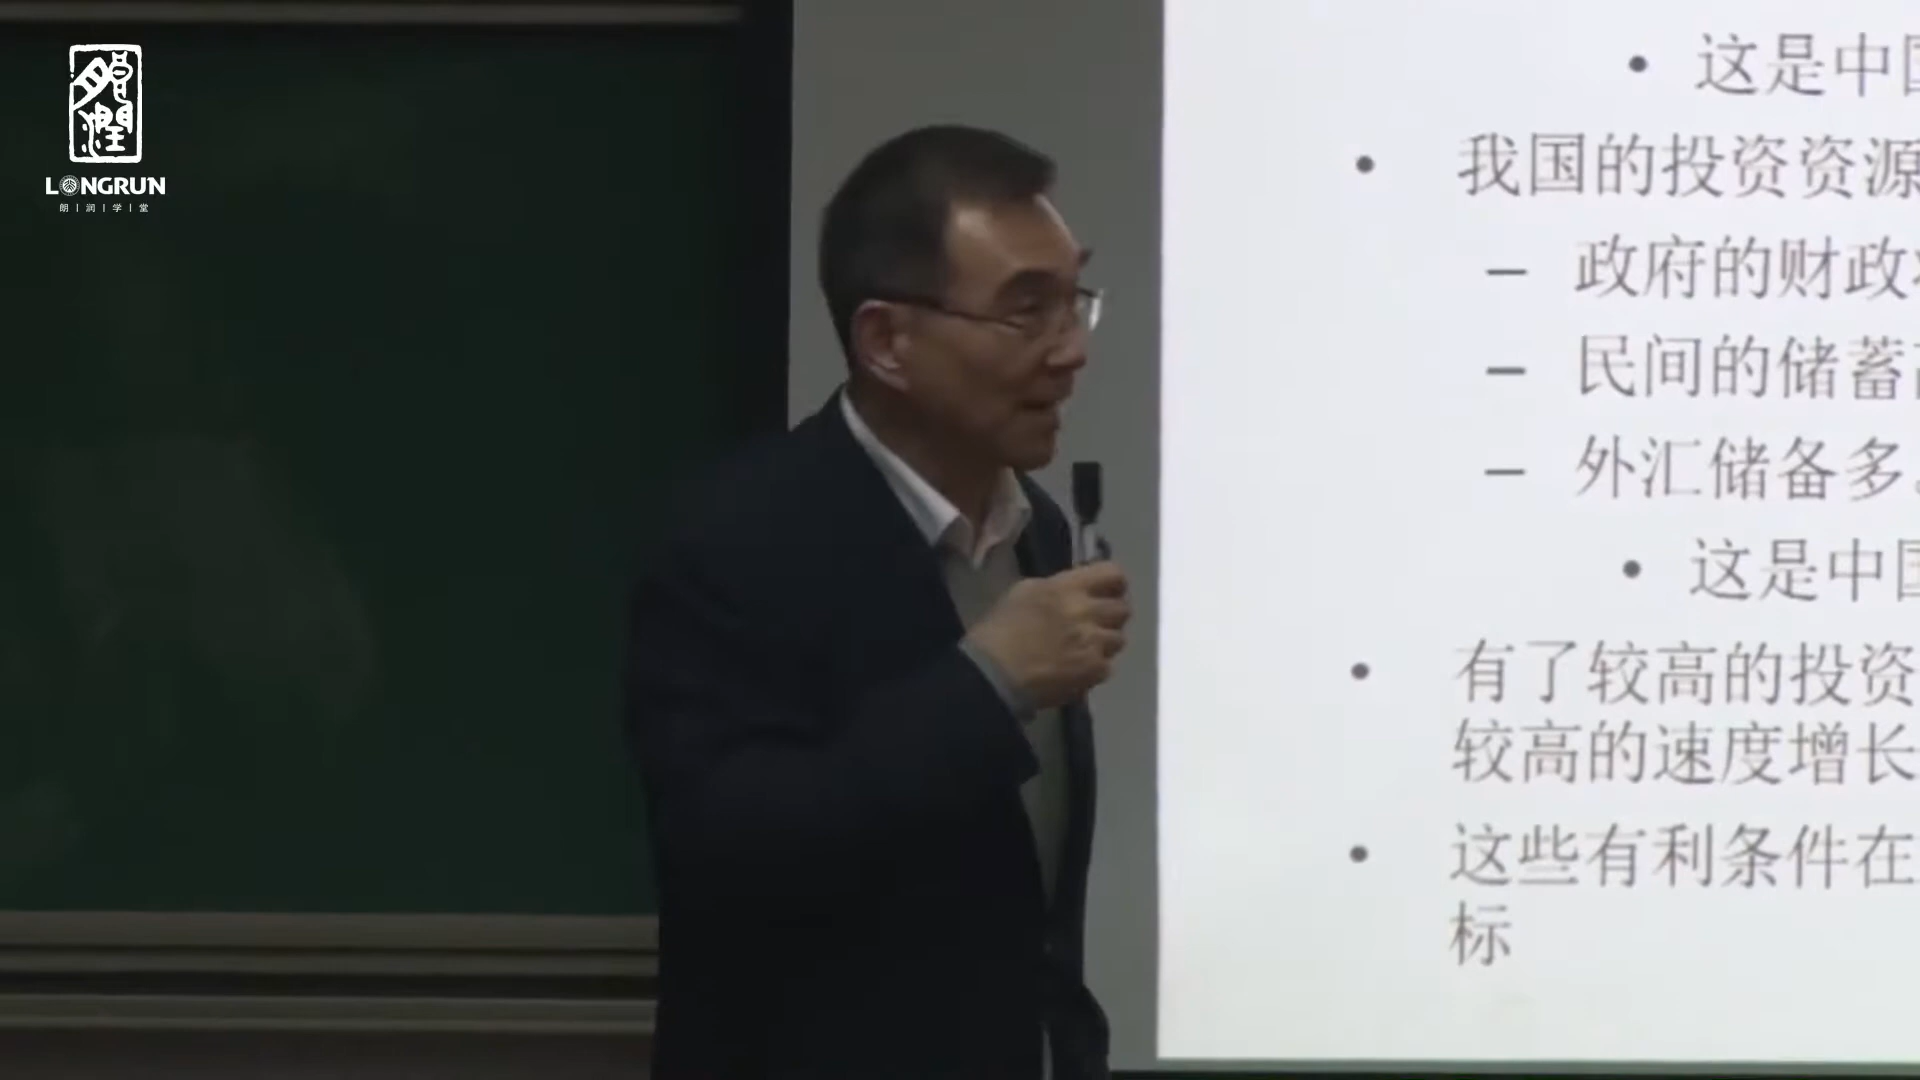 朗润
LONGRUN
朗|润|学|堂
• 这是中
• 我国的投资资源
– 政府的财政
– 民间的储蓄
– 外汇储备多
• 这是中
• 有了较高的投资
较高的速度增长
• 这些有利条件在
标